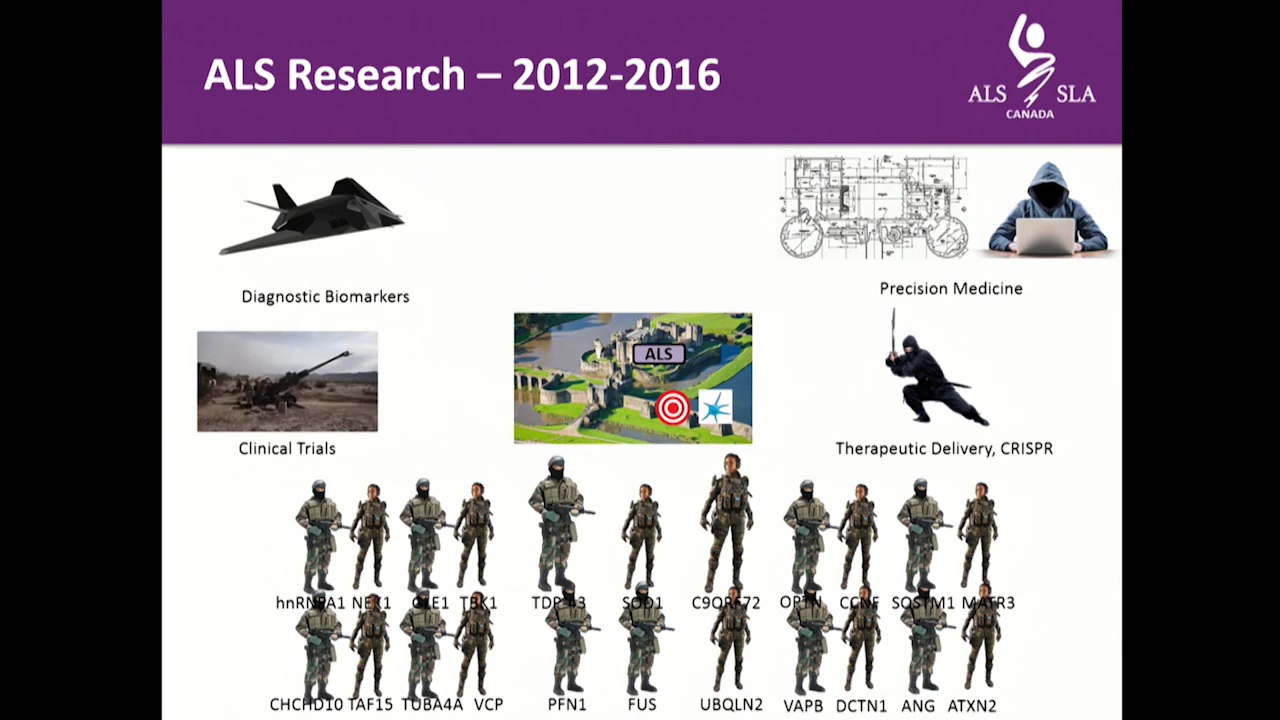 ALS Research – 2012-2016
ALS SLA
CANADA
Diagnostic Biomarkers
Precision Medicine
ALS
Clinical Trials
Therapeutic Delivery, CRISPR
hnRNPA1 NEK1 GLE1 TBK1 TDP-43 SOD1 C9ORF72 OPTN CCNF SQSTM1 MATR3
CHCHD10 TAF15 TUBA4A VCP PFN1 FUS UBQLN2 VAPB DCTN1 ANG ATXN2